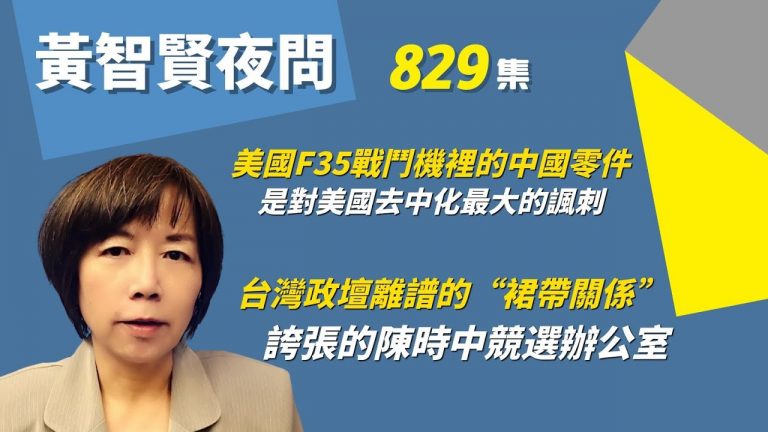 黃智賢夜問 829集
美國F35戰鬥機裡的中國零件
是對美國去中化最大的諷刺
台灣政壇離譜的“裙帶關係”
誇張的陳時中競選辦公室